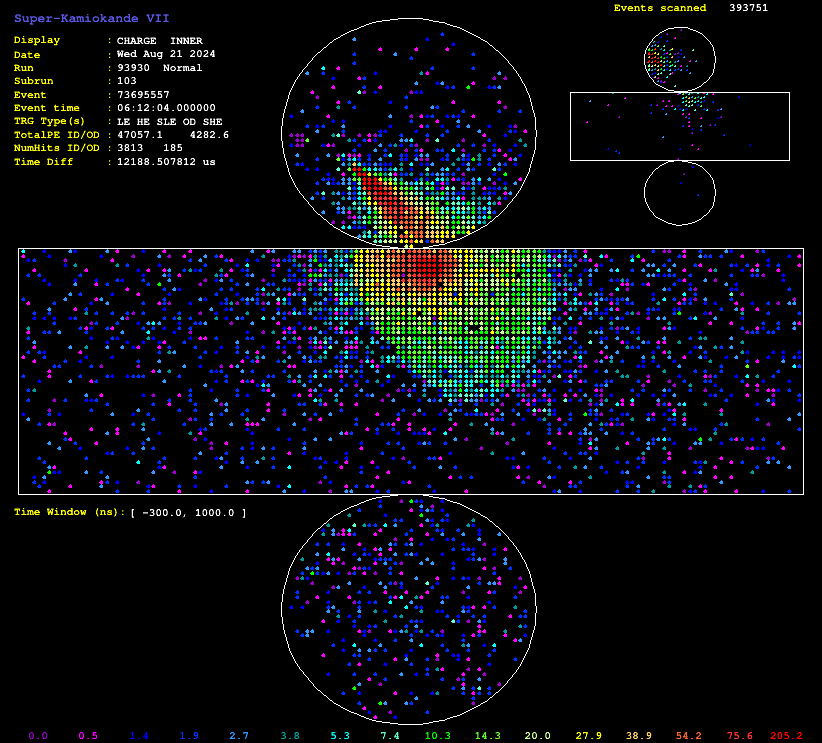 Super-Kamiokande VII
Events scanned 393751
Display : CHARGE INNER
Date : Wed Aug 21 2024
Run : 93930 Normal
Subrun : 103
Event : 73695557
Event time : 06:12:04.000000
TRG Type(s) : LE HE SLE OD SHE
TotalPE ID/OD : 47057.1 4282.6
NumHits ID/OD : 3813 185
Time Diff : 12188.507812 us
Time Window (ns): [ -300.0, 1000.0 ]
0.0 0.5 1.4 1.9 2.7 3.8 5.3 7.4 10.3 14.3 20.0 27.9 38.9 54.2 75.6 205.2